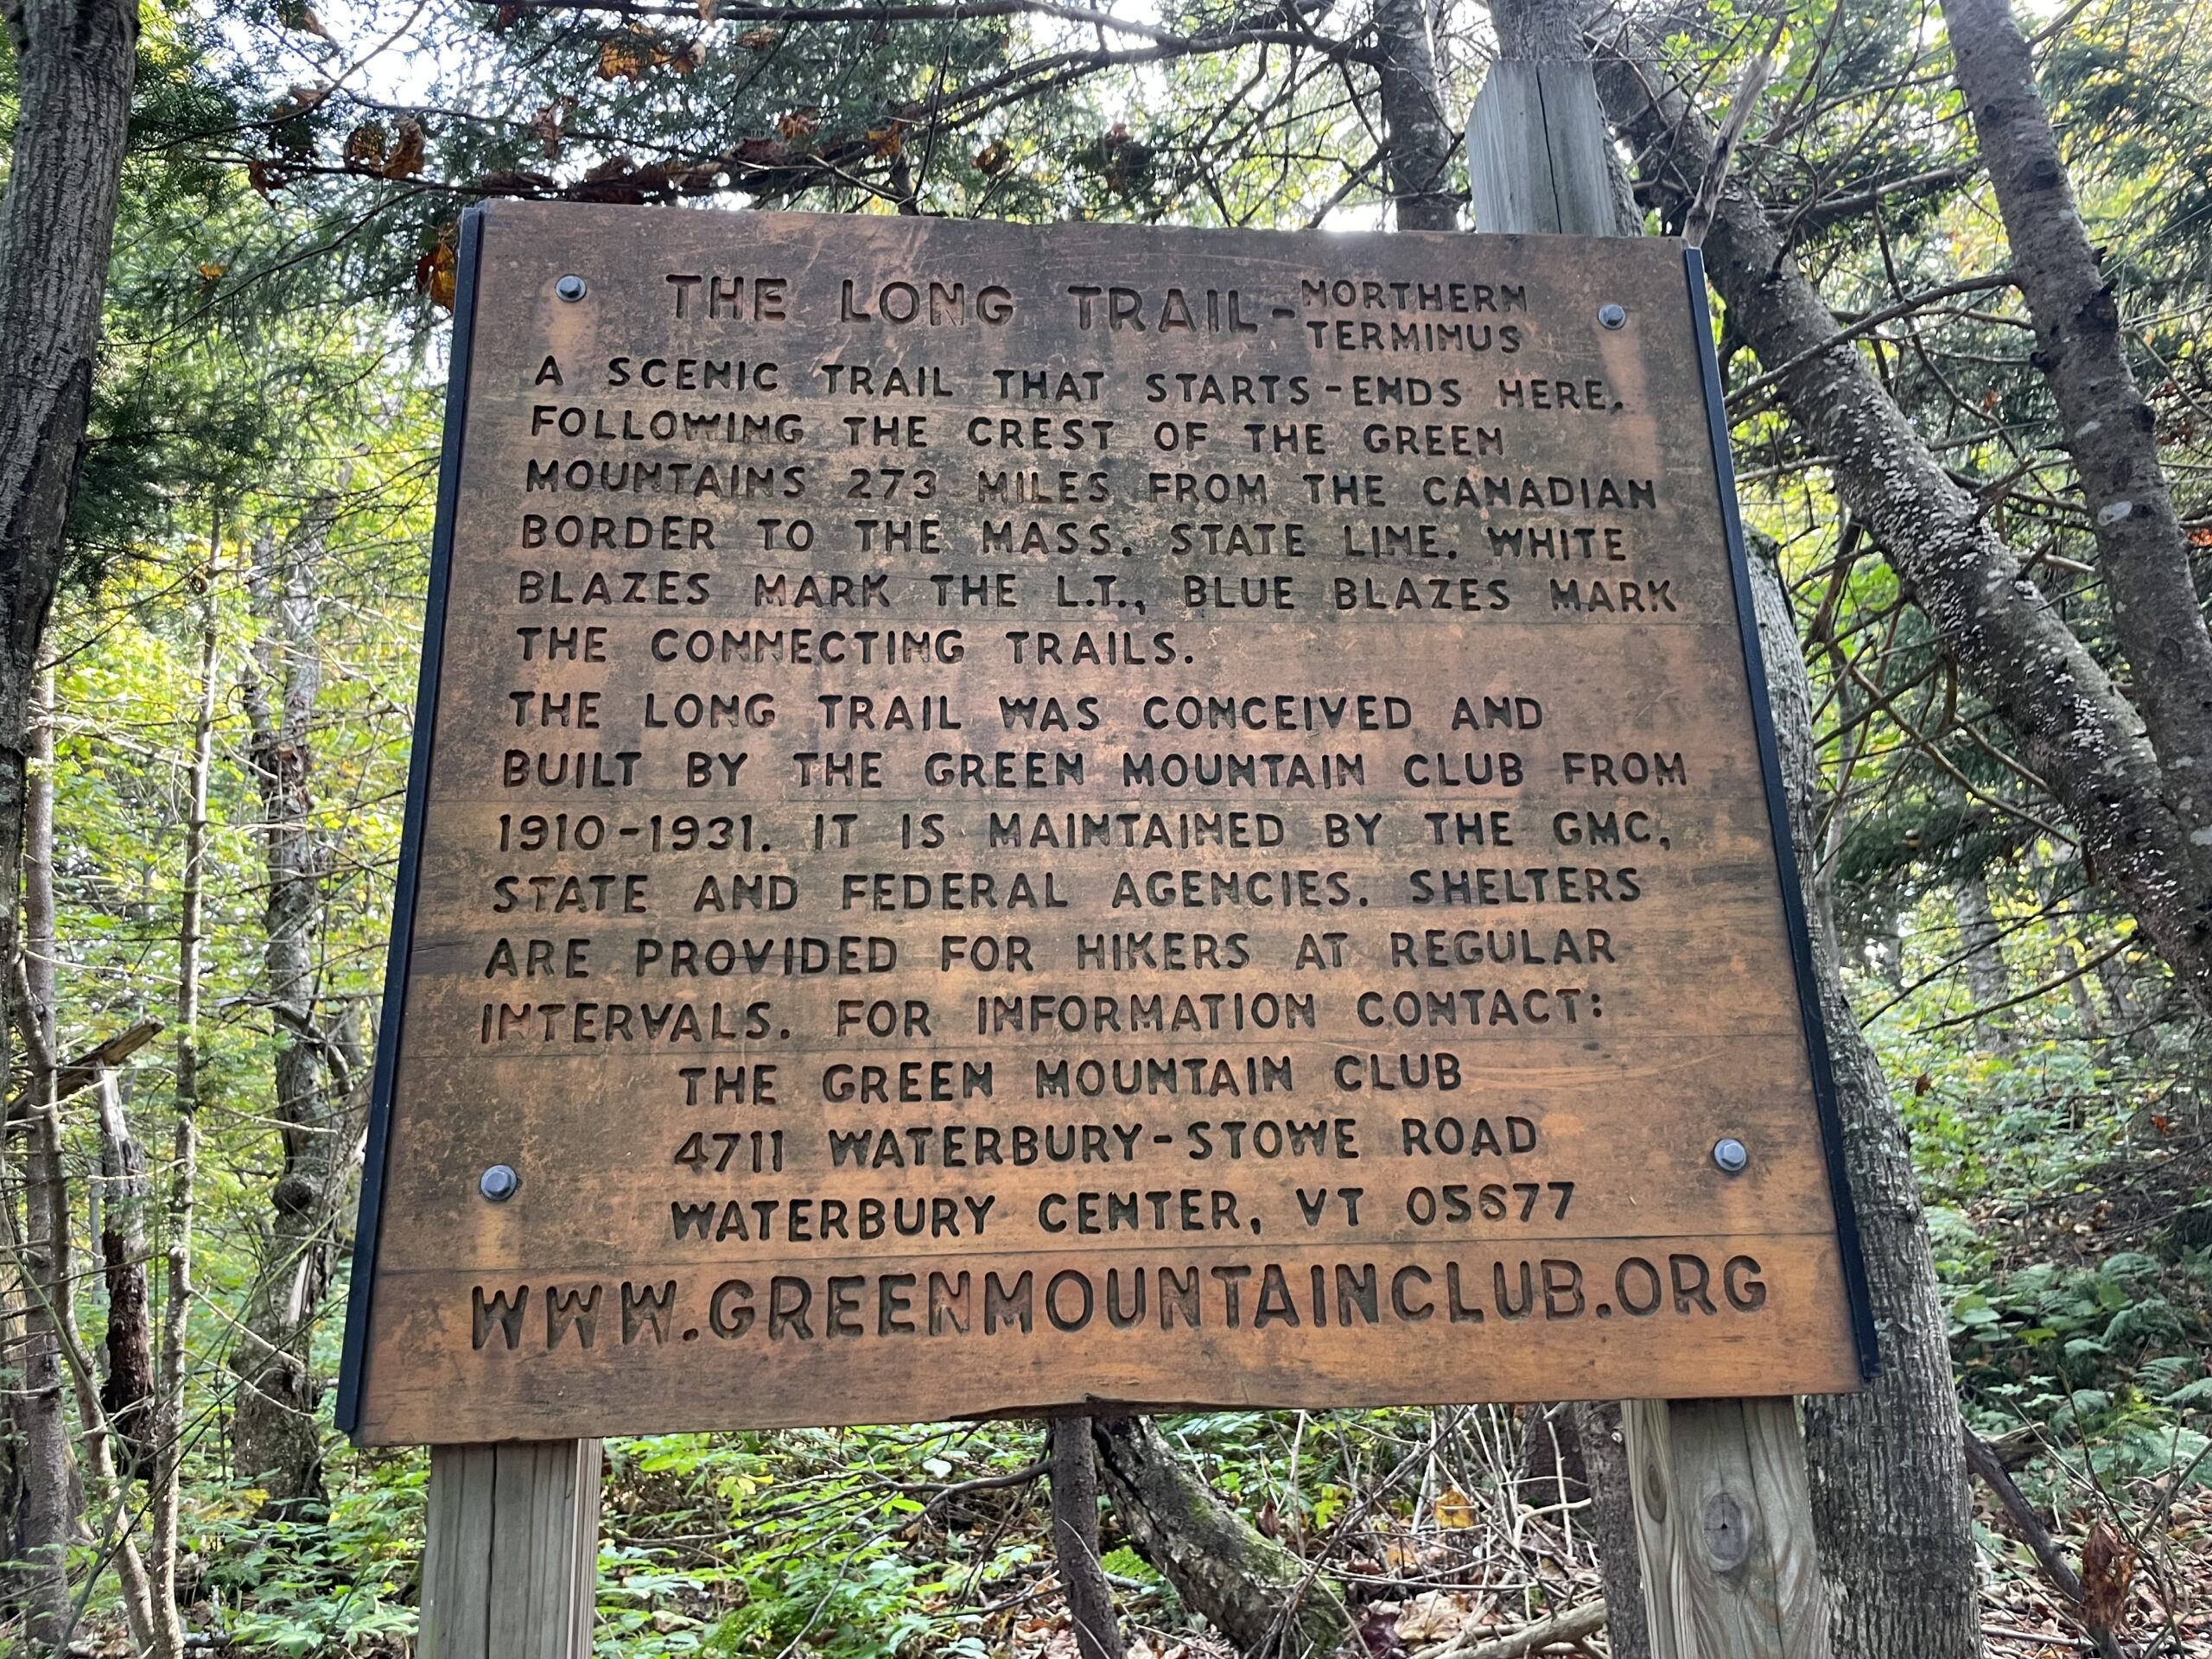 THE LONG TRAIL - NORTHERN TERMINUS
A SCENIC TRAIL THAT STARTS-ENDS HERE,
FOLLOWING THE CREST OF THE GREEN
MOUNTAINS 273 MILES FROM THE CANADIAN
BORDER TO THE MASS. STATE LINE. WHITE
BLAZES MARK THE L.T., BLUE BLAZES MARK
THE CONNECTING TRAILS.
THE LONG TRAIL WAS CONCEIVED AND
BUILT BY THE GREEN MOUNTAIN CLUB FROM
1910-1931. IT IS MAINTAINED BY THE GMC,
STATE AND FEDERAL AGENCIES. SHELTERS
ARE PROVIDED FOR HIKERS AT REGULAR
INTERVALS. FOR INFORMATION CONTACT:
THE GREEN MOUNTAIN CLUB
4711 WATERBURY-STOWE ROAD
WATERBURY CENTER, VT 05677
WWW.GREENMOUNTAINCLUB.ORG